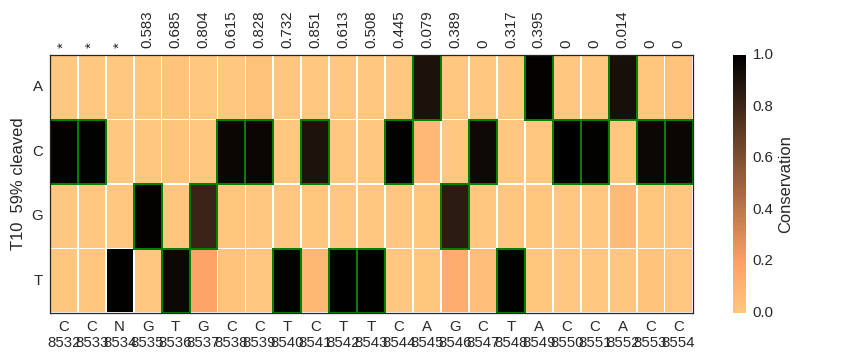 * * * 0.583 0.685 0.804 0.615 0.828 0.732 0.851 0.613 0.508 0.445 0.079 0.389 0 0.317 0.395 0 0 0.014 0 0
A
C
G
T
T10 59% cleaved
C C N G T G C C T C T T C A G C T A C C A C C
8532 8533 8534 8535 8536 8537 8538 8539 8540 8541 8542 8543 8544 8545 8546 8547 8548 8549 8550 8551 8552 8553 8554
1.0
0.8
0.6
0.4
0.2
0.0
Conservation